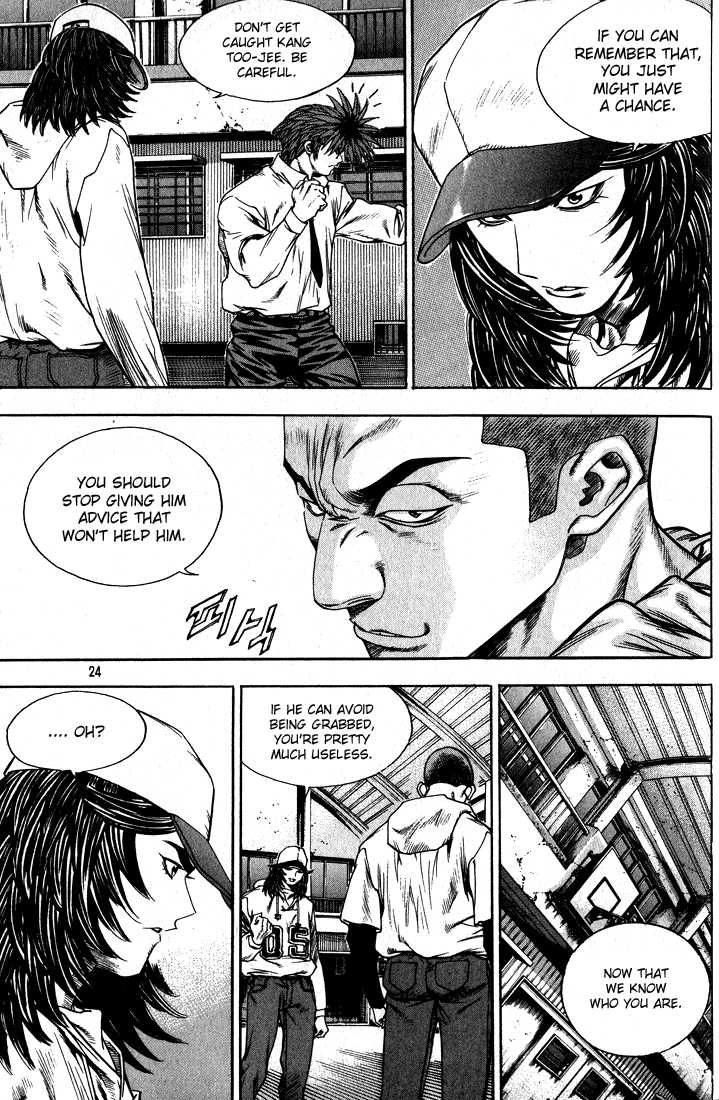 DON'T GET
CAUGHT KANG
TOO-JEE. BE
CAREFUL.
IF YOU CAN
REMEMBER THAT,
YOU JUST
MIGHT HAVE
A CHANCE.
YOU SHOULD
STOP GIVING HIM
ADVICE THAT
WON'T HELP HIM.
피식
24
.... OH?
IF HE CAN AVOID
BEING GRABBED,
YOU'RE PRETTY
MUCH USELESS.
NOW THAT
WE KNOW
WHO YOU ARE.